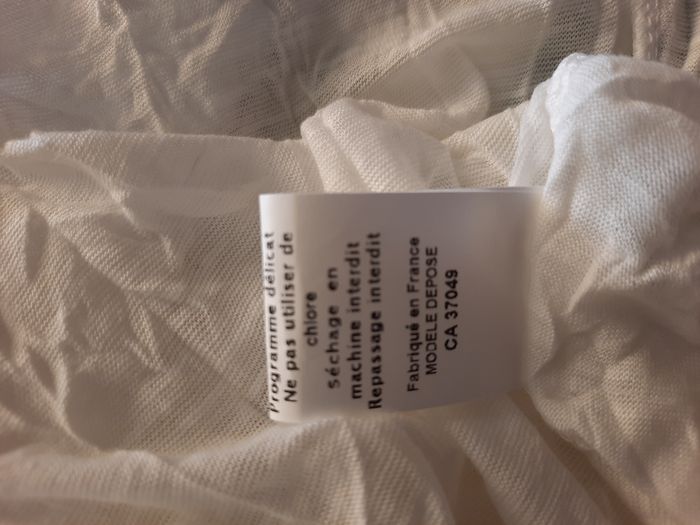 Programme délicat
Ne pas utiliser de
chlore
Séchage en
machine interdit
Repassage interdit
Fabriqué en France
MODELE DEPOSE
CA 37049